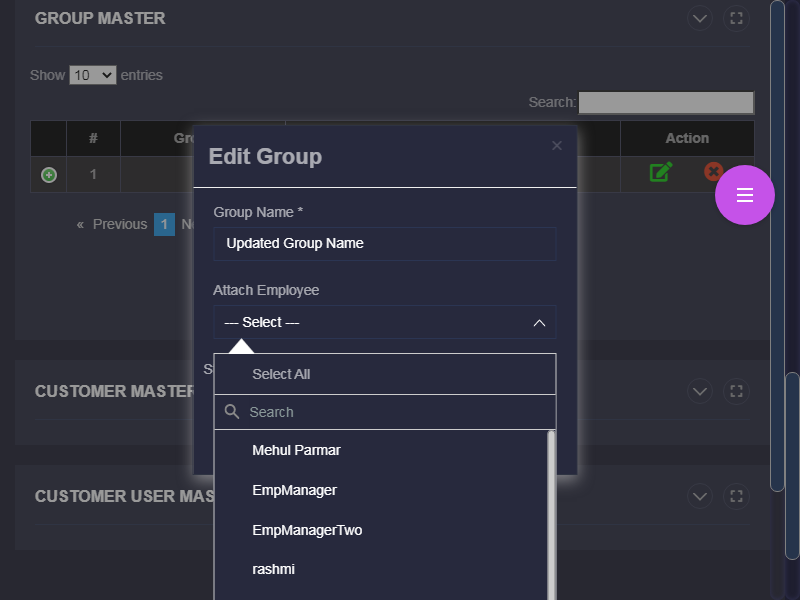 GROUP MASTER
Show 10 entries
Search:
# Gro Action
1
« Previous 1 N
Edit Group
×
Group Name *
Updated Group Name
Attach Employee
--- Select ---
S
Select All
Search
Mehul Parmar
EmpManager
EmpManagerTwo
rashmi
CUSTOMER MASTER
CUSTOMER USER MAS